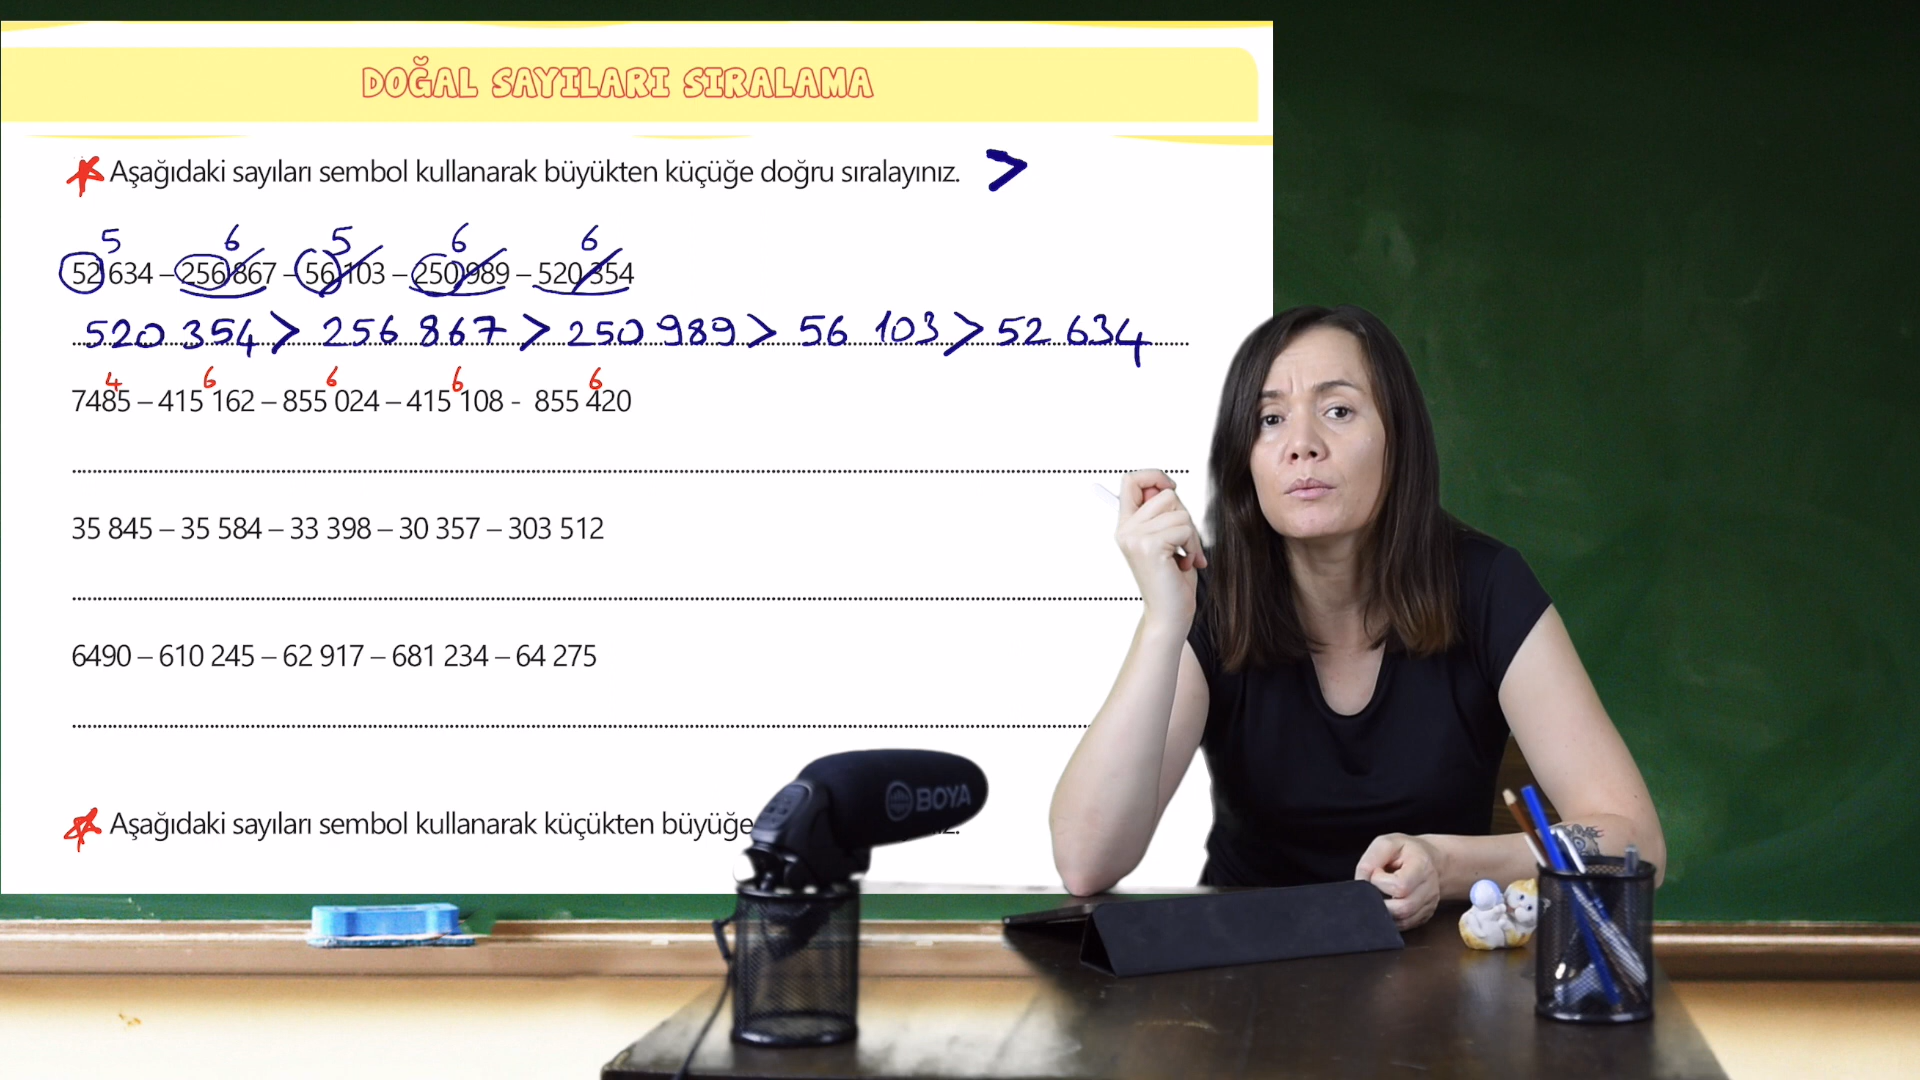 DOĞAL SAYILARI SIRALAMA
Aşağıdaki sayıları sembol kullanarak büyükten küçüğe doğru sıralayınız. >
5 6 5 6 6
52 634 – 256 867 – 56 103 – 250 989 – 520 354
520 354 > 256 867 > 250 989 > 56 103 > 52 634
4 6 6 6 6
7485 – 415 162 – 855 024 – 415 108 - 855 420
35 845 – 35 584 – 33 398 – 30 357 – 303 512
6490 – 610 245 – 62 917 – 681 234 – 64 275
Aşağıdaki sayıları sembol kullanarak küçükten büyüğe
BOYA